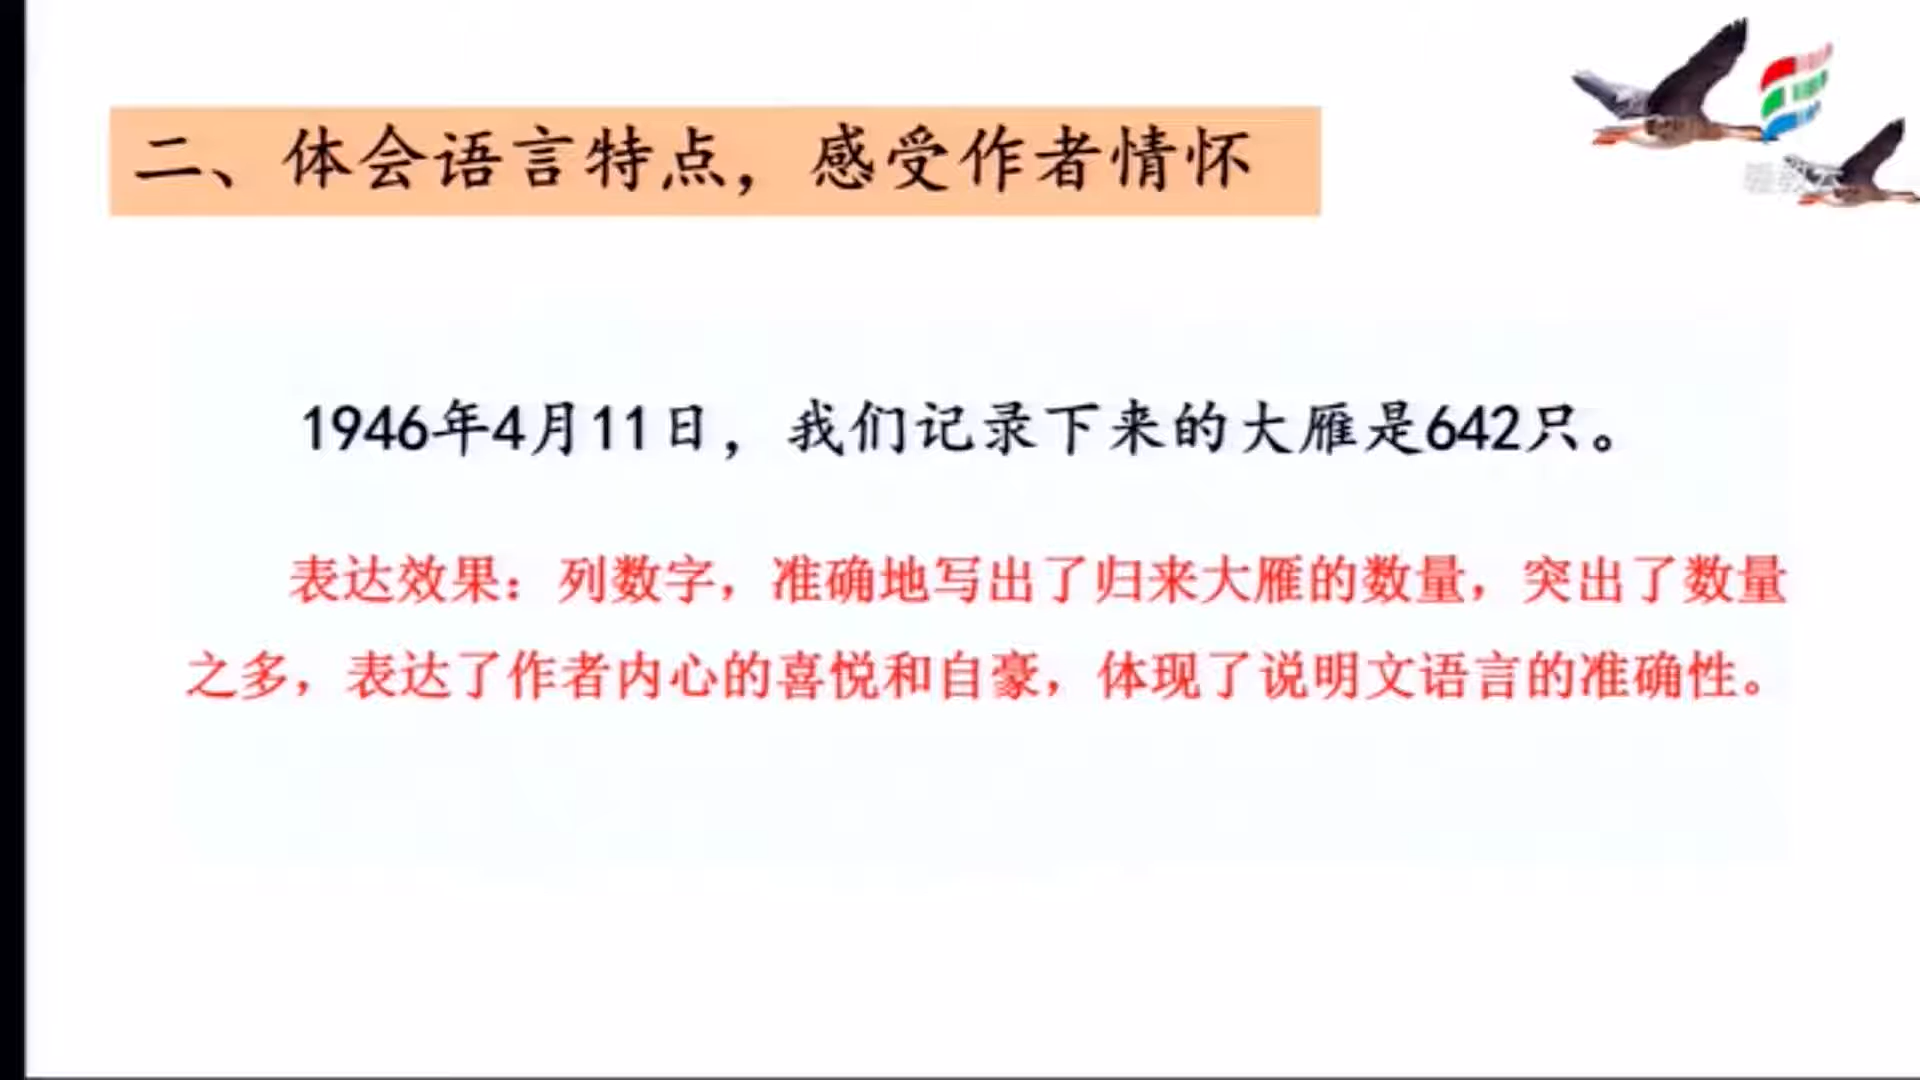 二、体会语言特点，感受作者情怀
1946年4月11日，我们记录下来的大雁是642只。
表达效果：列数字，准确地写出了归来大雁的数量，突出了数量
之多，表达了作者内心的喜悦和自豪，体现了说明文语言的准确性。